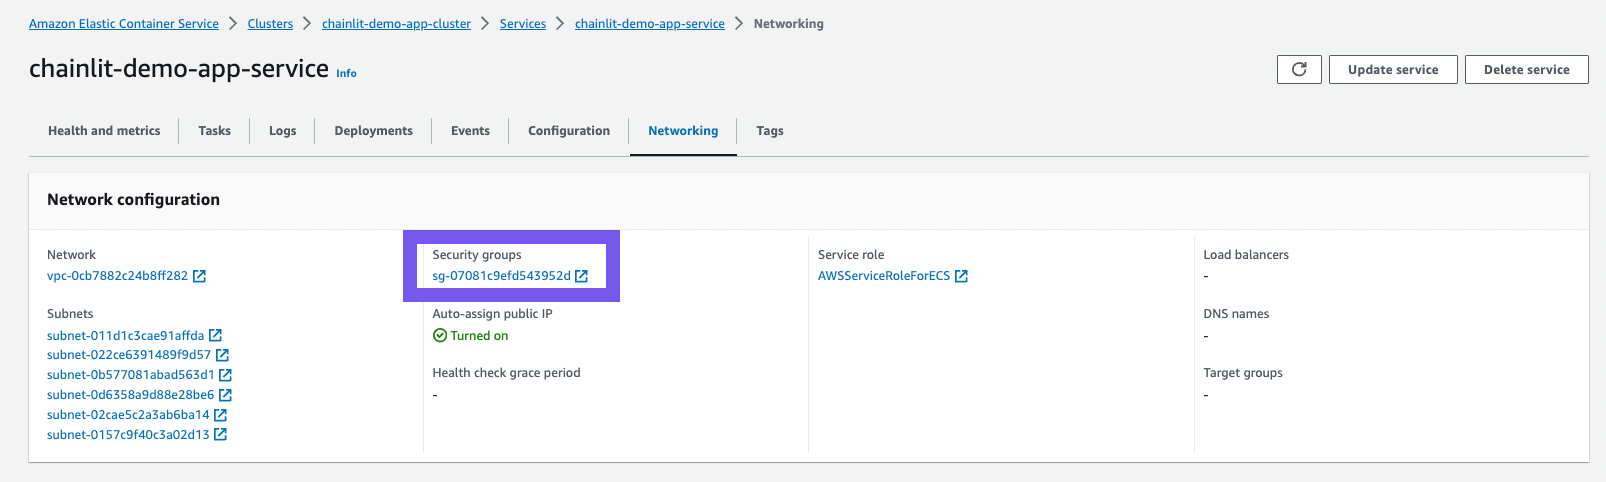 Amazon Elastic Container Service > Clusters > chainlit-demo-app-cluster > Services > chainlit-demo-app-service > Networking
chainlit-demo-app-service Info
Update service Delete service
Health and metrics Tasks Logs Deployments Events Configuration Networking Tags
Network configuration
Network
vpc-0cb7882c24b8ff282
Subnets
subnet-011d1c3cae91affda
subnet-022ce6391489f9d57
subnet-0b577081abad563d1
subnet-0d6358a9d88e28be6
subnet-02cae5c2a3ab6ba14
subnet-0157c9f40c3a02d13
Security groups
sg-07081c9efd543952d
Auto-assign public IP
Turned on
Health check grace period
-
Service role
AWSServiceRoleForECS
Load balancers
-
DNS names
-
Target groups
-